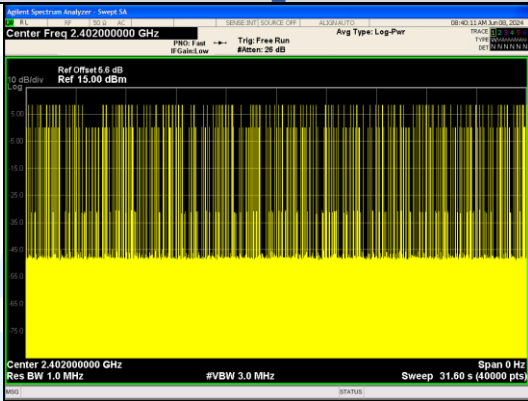 Agilent Spectrum Analyzer - Swept SA
RL RF 50 Ω AC SENSE:INT SOURCE OFF ALIGNAUTO 08:40:11 AM Jun 08, 2024
Center Freq 2.402000000 GHz
PNO: Fast
IFGain:Low
Trig: Free Run
#Atten: 26 dB
Avg Type: Log-Pwr
TRACE 1 2 3 4 5 6
TYPE
DET N N N N N N
Ref Offset 5.6 dB
10 dB/div Ref 15.00 dBm
Log
5.00
-5.00
-15.0
-25.0
-35.0
-45.0
-55.0
-65.0
-75.0
Center 2.402000000 GHz Span 0 Hz
Res BW 1.0 MHz #VBW 3.0 MHz Sweep 31.60 s (40000 pts)
MSG STATUS